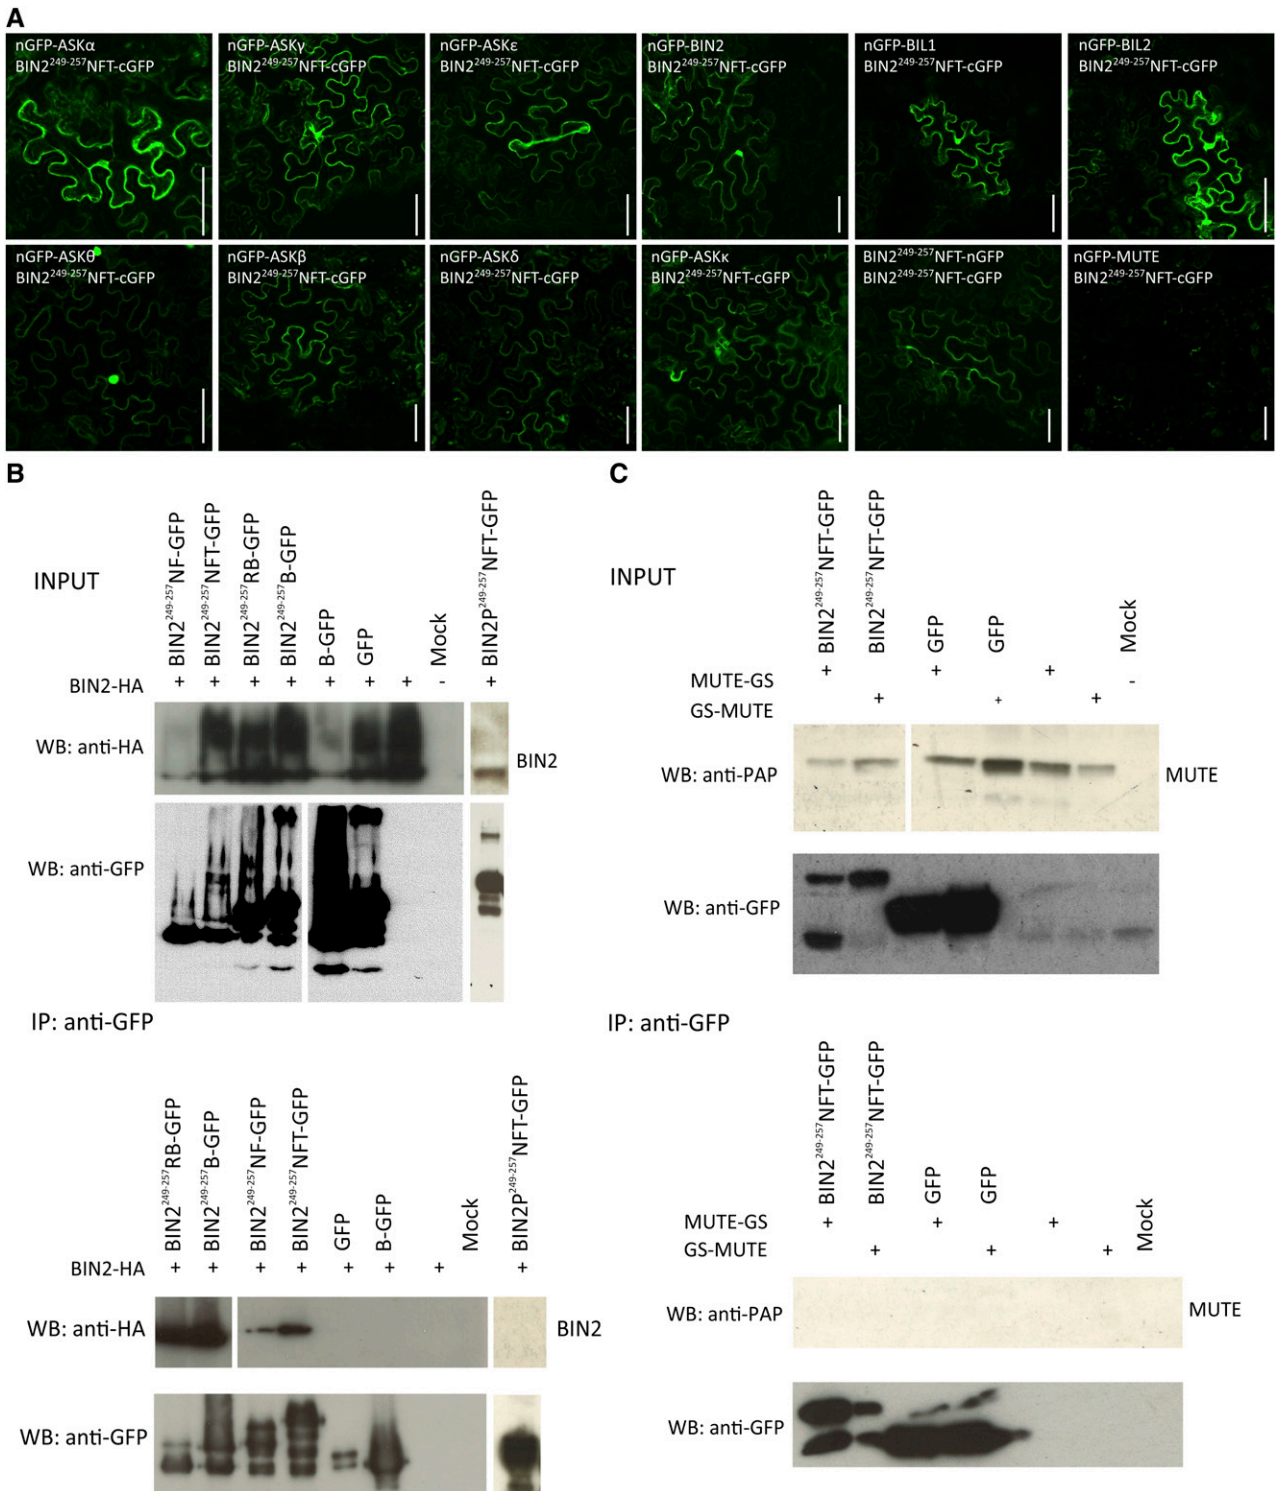 A
nGFP-ASKα
BIN2²⁴⁹⁻²⁵⁷NFT-cGFP
nGFP-ASKγ
BIN2²⁴⁹⁻²⁵⁷NFT-cGFP
nGFP-ASKε
BIN2²⁴⁹⁻²⁵⁷NFT-cGFP
nGFP-BIN2
BIN2²⁴⁹⁻²⁵⁷NFT-cGFP
nGFP-BIL1
BIN2²⁴⁹⁻²⁵⁷NFT-cGFP
nGFP-BIL2
BIN2²⁴⁹⁻²⁵⁷NFT-cGFP
nGFP-ASKθ
BIN2²⁴⁹⁻²⁵⁷NFT-cGFP
nGFP-ASKβ
BIN2²⁴⁹⁻²⁵⁷NFT-cGFP
nGFP-ASKδ
BIN2²⁴⁹⁻²⁵⁷NFT-cGFP
nGFP-ASKκ
BIN2²⁴⁹⁻²⁵⁷NFT-cGFP
BIN2²⁴⁹⁻²⁵⁷NFT-nGFP
BIN2²⁴⁹⁻²⁵⁷NFT-cGFP
nGFP-MUTE
BIN2²⁴⁹⁻²⁵⁷NFT-cGFP
B
INPUT
BIN2²⁴⁹⁻²⁵⁷NF-GFP
BIN2²⁴⁹⁻²⁵⁷NFT-GFP
BIN2²⁴⁹⁻²⁵⁷RB-GFP
BIN2²⁴⁹⁻²⁵⁷B-GFP
B-GFP
GFP
Mock
BIN2P²⁴⁹⁻²⁵⁷NFT-GFP
BIN2-HA + + + + + + + - +
WB: anti-HA
BIN2
WB: anti-GFP
IP: anti-GFP
BIN2²⁴⁹⁻²⁵⁷RB-GFP
BIN2²⁴⁹⁻²⁵⁷B-GFP
BIN2²⁴⁹⁻²⁵⁷NF-GFP
BIN2²⁴⁹⁻²⁵⁷NFT-GFP
GFP
B-GFP
Mock
BIN2P²⁴⁹⁻²⁵⁷NFT-GFP
BIN2-HA + + + + + + + +
WB: anti-HA
BIN2
WB: anti-GFP
C
INPUT
BIN2²⁴⁹⁻²⁵⁷NFT-GFP
BIN2²⁴⁹⁻²⁵⁷NFT-GFP
GFP
GFP
Mock
MUTE-GS + + + -
GS-MUTE + + +
WB: anti-PAP
MUTE
WB: anti-GFP
IP: anti-GFP
BIN2²⁴⁹⁻²⁵⁷NFT-GFP
BIN2²⁴⁹⁻²⁵⁷NFT-GFP
GFP
GFP
Mock
MUTE-GS + + +
GS-MUTE + + +
WB: anti-PAP
MUTE
WB: anti-GFP